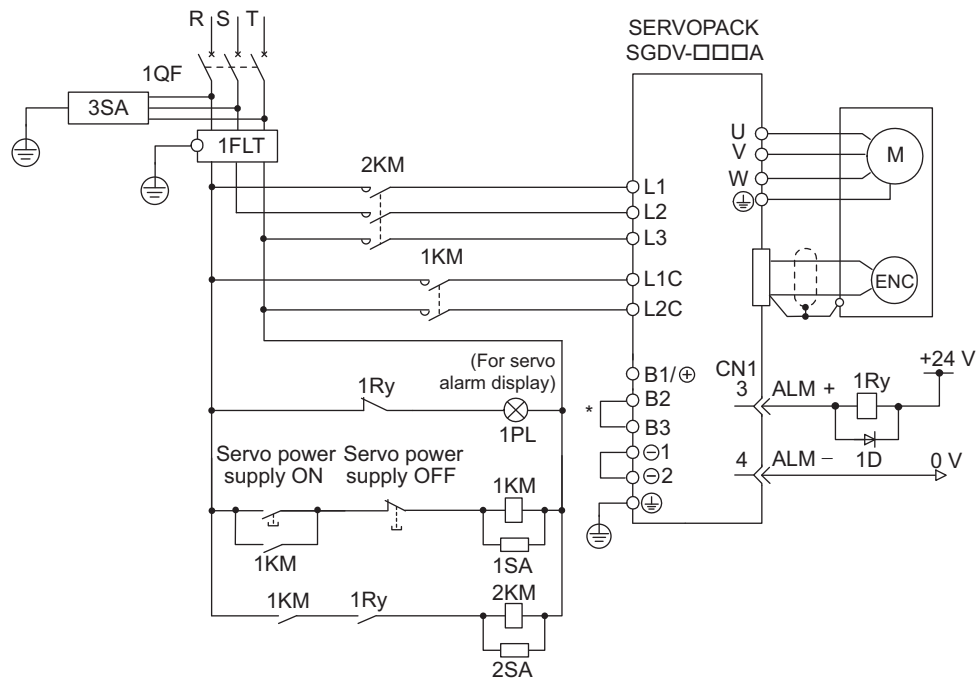 R S T
SERVOPACK
SGDV-□□□A
1QF
3SA
1FLT
2KM
L1
L2
L3
1KM
L1C
L2C
U
V
W
M
ENC
(For servo
alarm display)
1Ry
1PL
B1/⊕
* B2
B3
⊖1
⊖2
CN1
+24 V
3 ALM + 1Ry
1D
4 ALM − 0 V
Servo power
supply ON
Servo power
supply OFF
1KM
1KM
1SA
1KM 1Ry 2KM
2SA